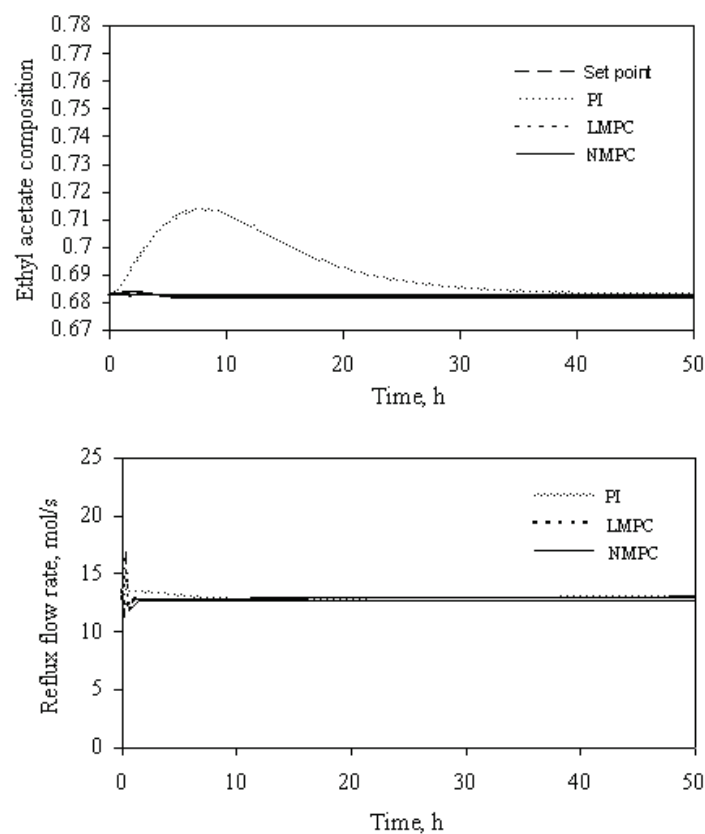 Ethyl acetate composition
0.78
0.77
0.76
0.75
0.74
0.73
0.72
0.71
0.7
0.69
0.68
0.67
Set point
PI
LMPC
NMPC
0 10 20 30 40 50
Time, h
Reflux flow rate, mol/s
25
20
15
10
5
0
PI
LMPC
NMPC
0 10 20 30 40 50
Time, h